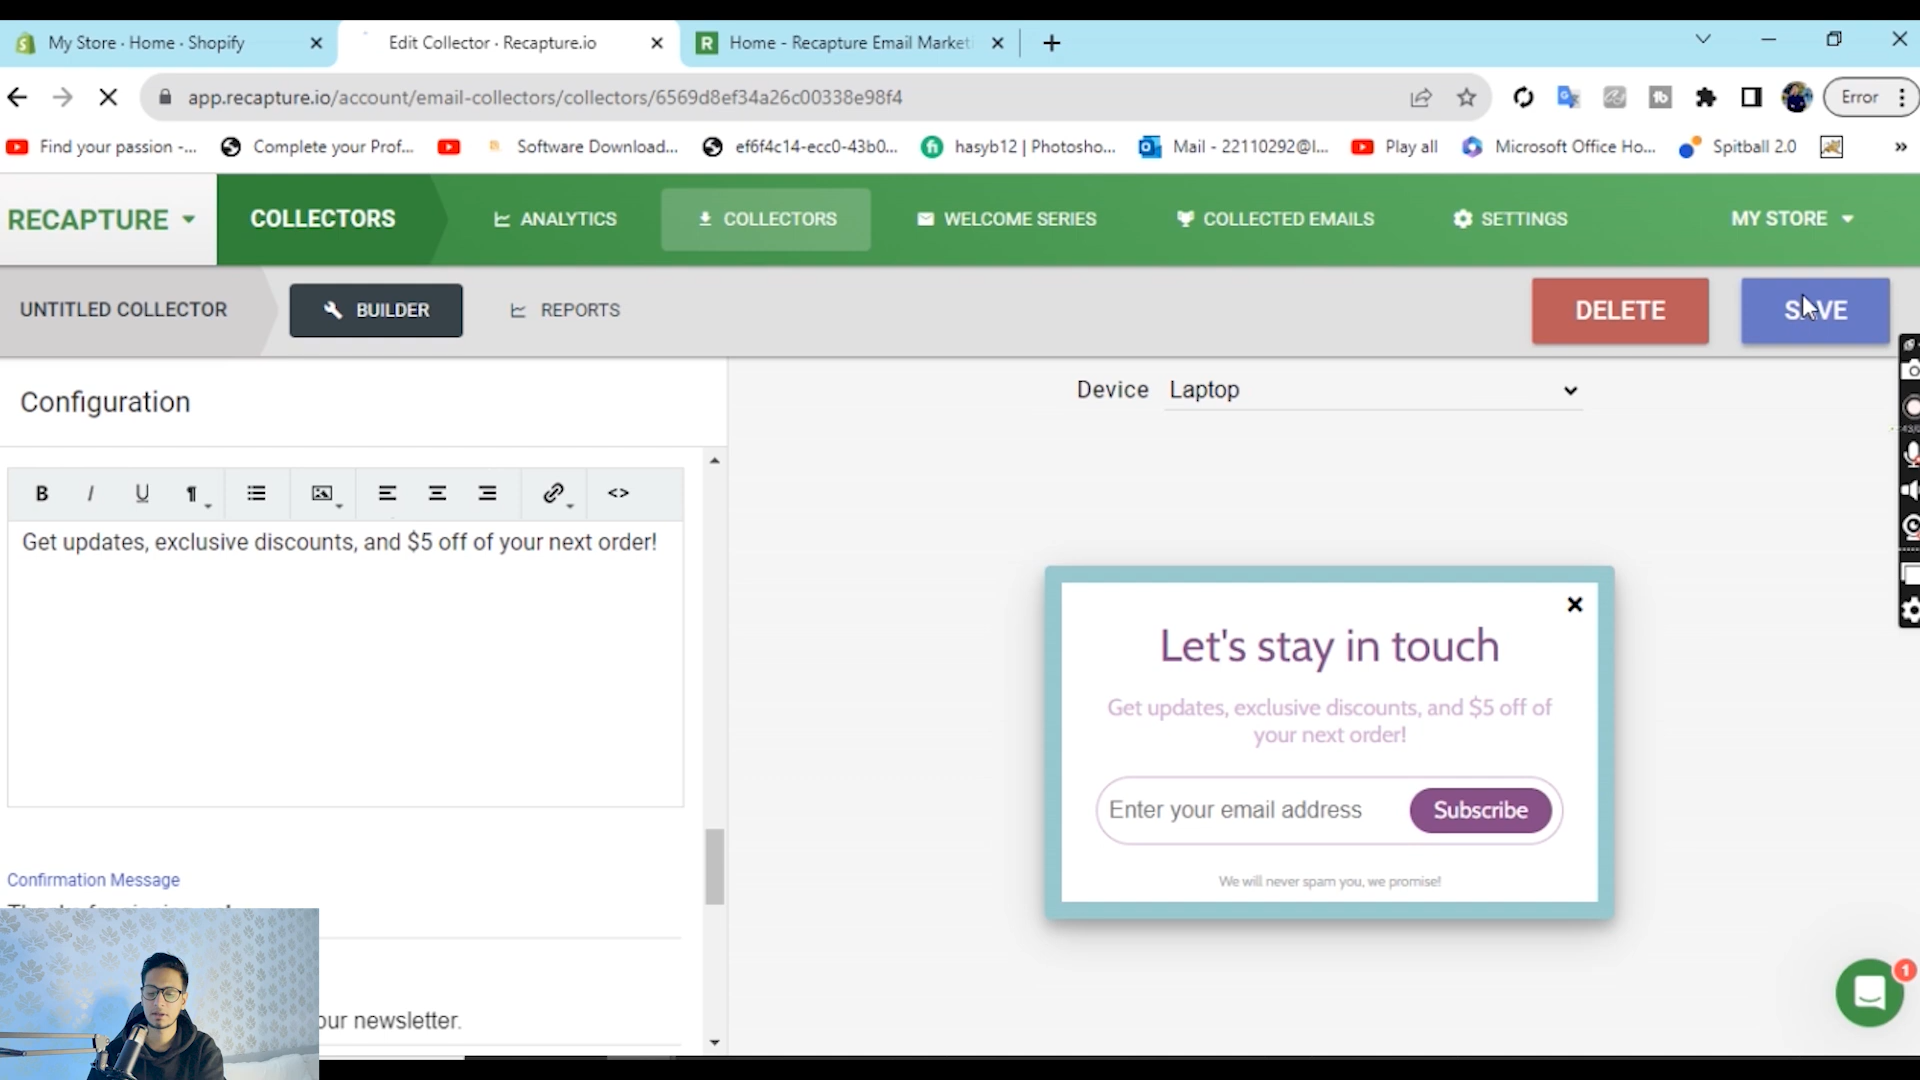 My Store · Home · Shopify
Edit Collector · Recapture.io
R Home - Recapture Email Market
app.recapture.io/account/email-collectors/collectors/6569d8ef34a26c00338e98f4
Error
Find your passion -...
Complete your Prof...
Software Download...
ef6f4c14-ecc0-43b0...
hasyb12 | Photosho...
Mail - 22110292@l...
Play all
Microsoft Office Ho...
Spitball 2.0
RECAPTURE
COLLECTORS
ANALYTICS
COLLECTORS
WELCOME SERIES
COLLECTED EMAILS
SETTINGS
MY STORE
UNTITLED COLLECTOR
BUILDER
REPORTS
DELETE
SAVE
Configuration
Device Laptop
B I U ¶ <>
Get updates, exclusive discounts, and $5 off of your next order!
Let's stay in touch
Get updates, exclusive discounts, and $5 off of
your next order!
Enter your email address
Subscribe
We will never spam you, we promise!
Confirmation Message
our newsletter.
1